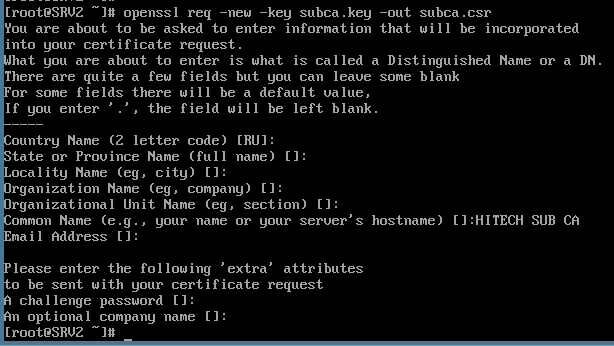 [root@SRV2 ~]# openssl req -new -key subca.key -out subca.csr
You are about to be asked to enter information that will be incorporated
into your certificate request.
What you are about to enter is what is called a Distinguished Name or a DN.
There are quite a few fields but you can leave some blank
For some fields there will be a default value,
If you enter '.', the field will be left blank.
-----
Country Name (2 letter code) [RU]:
State or Province Name (full name) []:
Locality Name (eg, city) []:
Organization Name (eg, company) []:
Organizational Unit Name (eg, section) []:
Common Name (e.g., your name or your server's hostname) []:HITECH SUB CA
Email Address []:

Please enter the following 'extra' attributes
to be sent with your certificate request
A challenge password []:
An optional company name []:
[root@SRV2 ~]# _